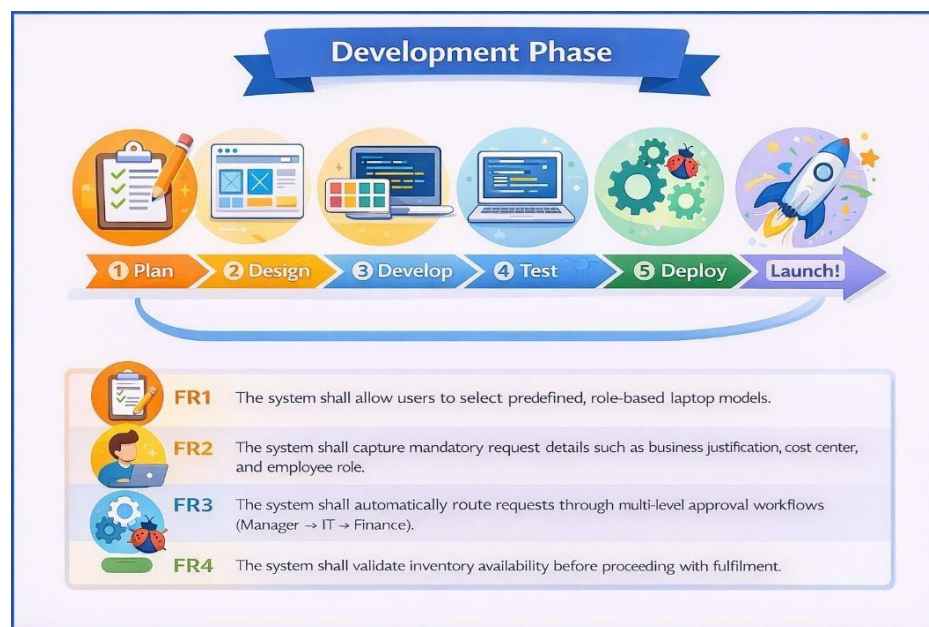 Development Phase
1 Plan
2 Design
3 Develop
4 Test
5 Deploy
Launch!
FR1 The system shall allow users to select predefined, role-based laptop models.
FR2 The system shall capture mandatory request details such as business justification, cost center,
and employee role.
FR3 The system shall automatically route requests through multi-level approval workflows
(Manager → IT → Finance).
FR4 The system shall validate inventory availability before proceeding with fulfilment.